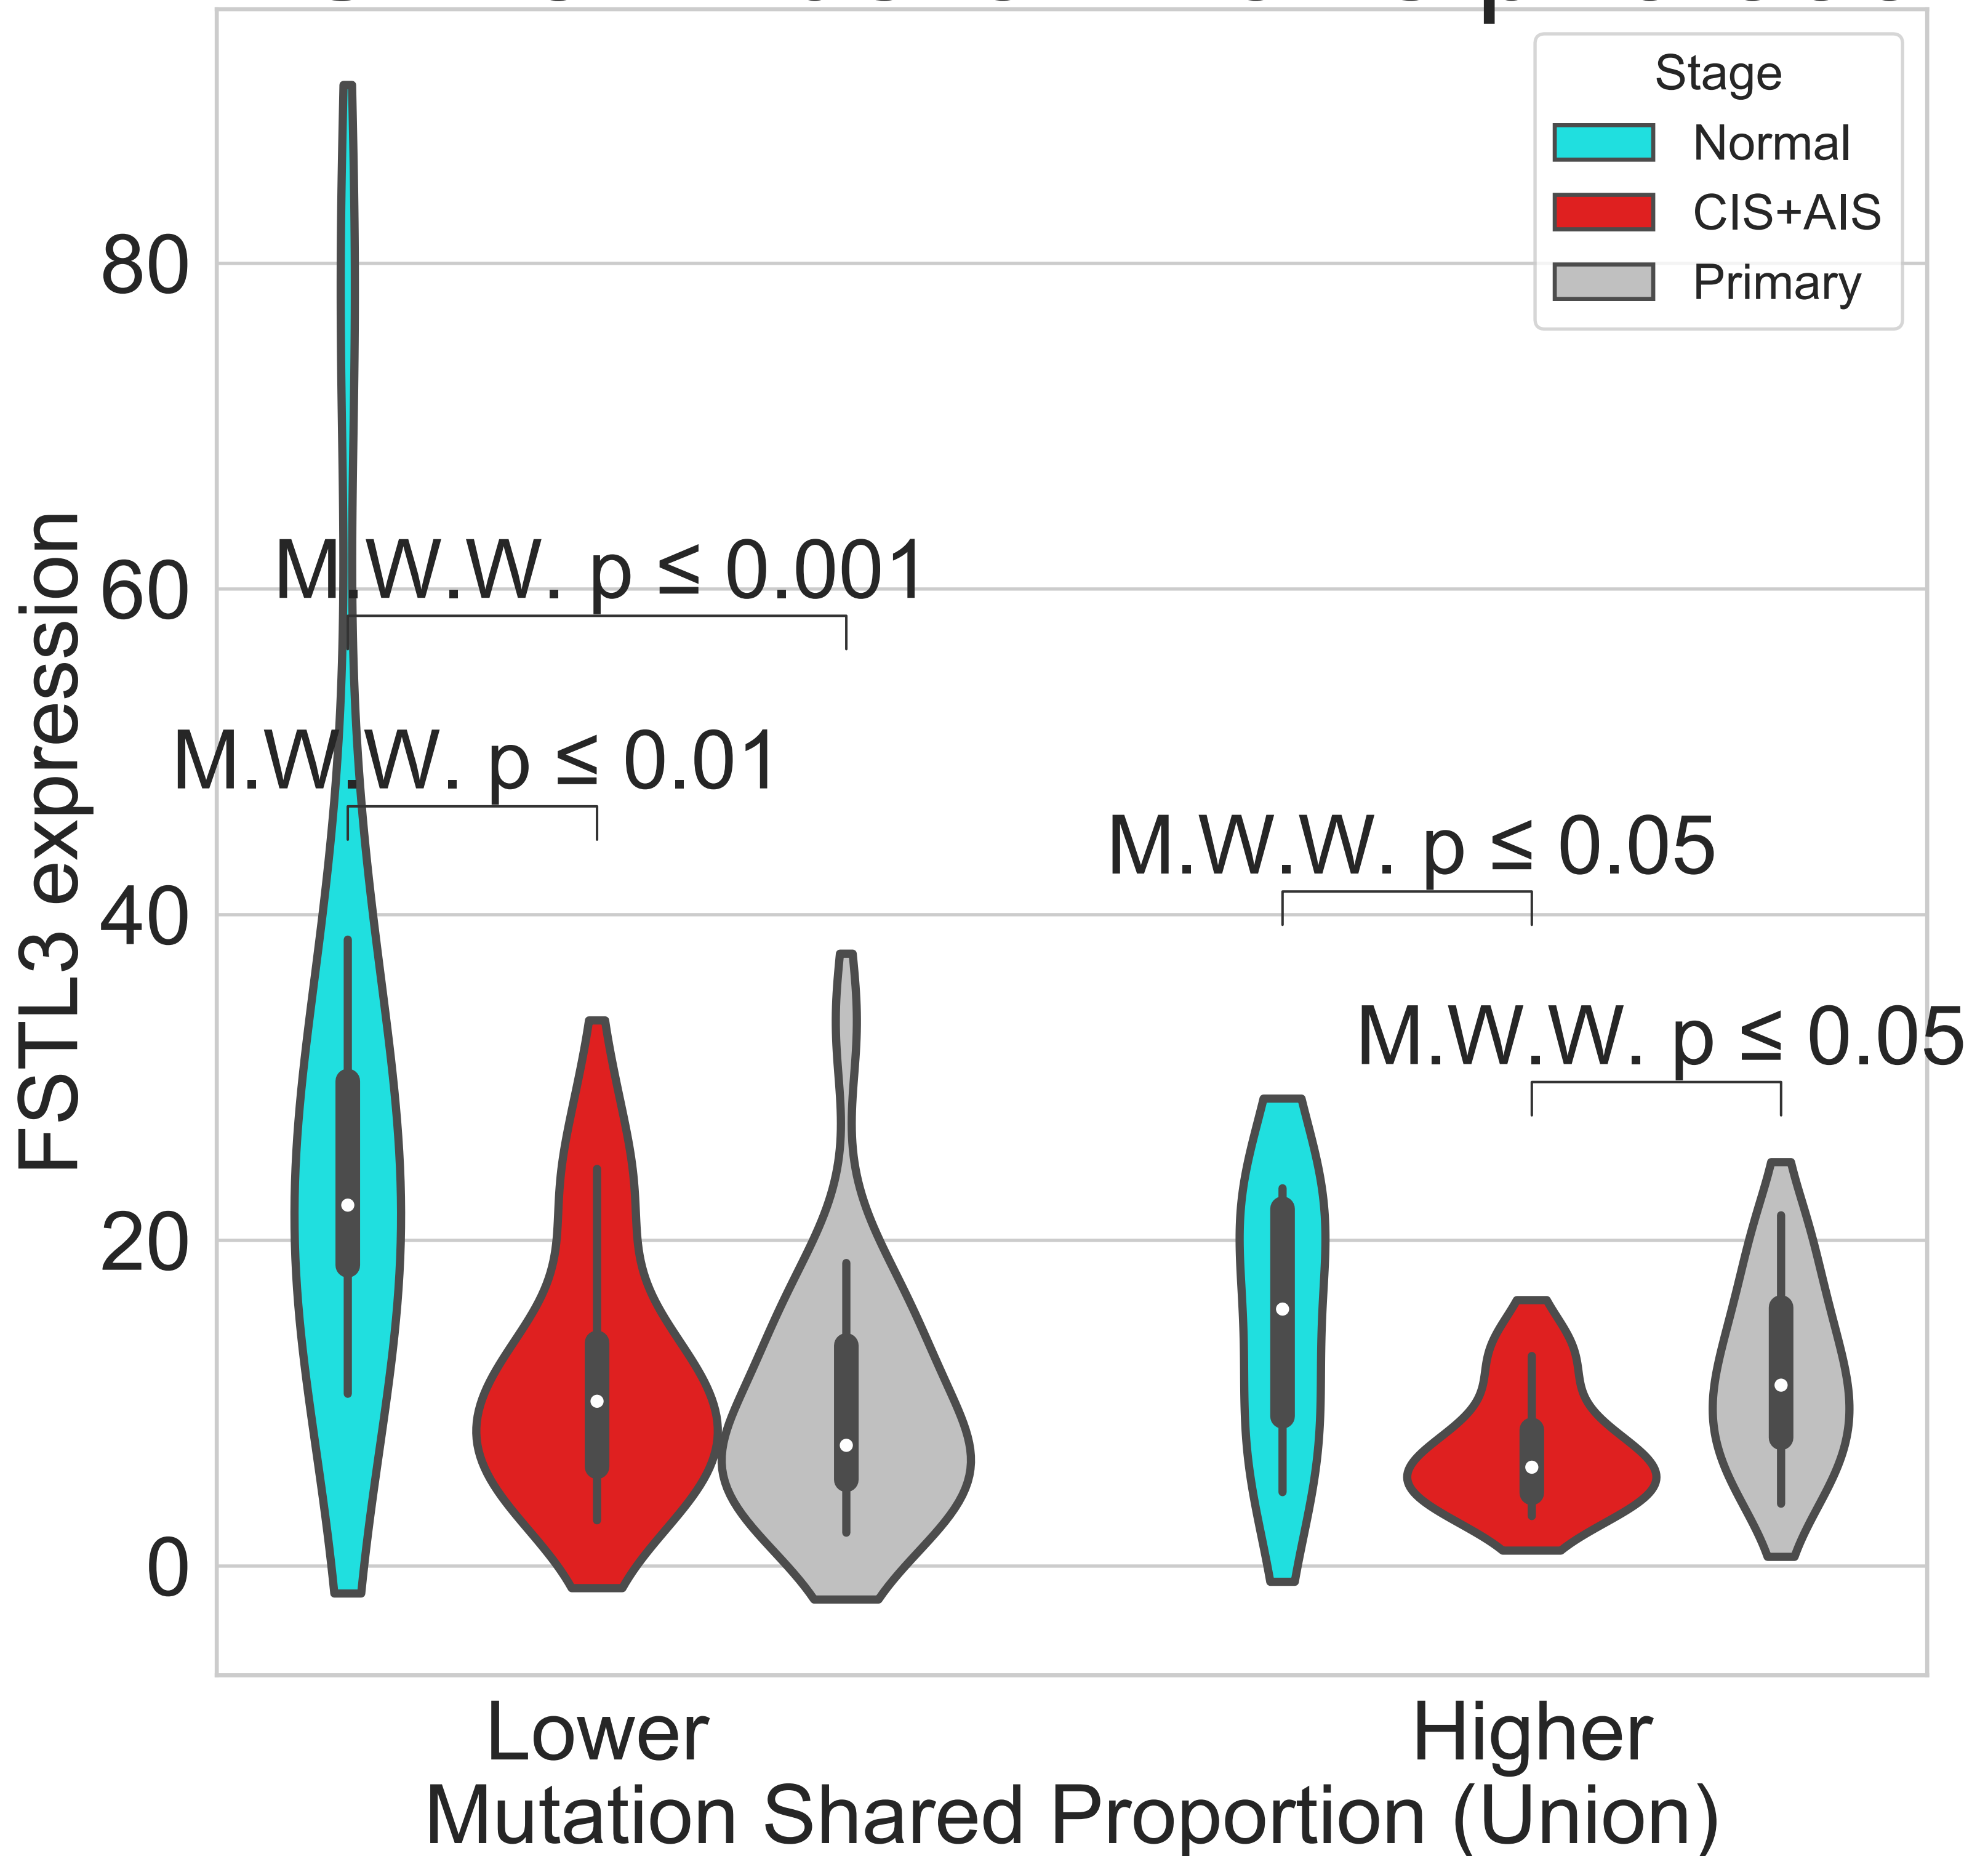 Stage
Normal
CIS+AIS
Primary
80
60
40
20
0
FSTL3 expression
M.W.W. p ≤ 0.001
M.W.W. p ≤ 0.01
M.W.W. p ≤ 0.05
M.W.W. p ≤ 0.05
Lower
Higher
Mutation Shared Proportion (Union)